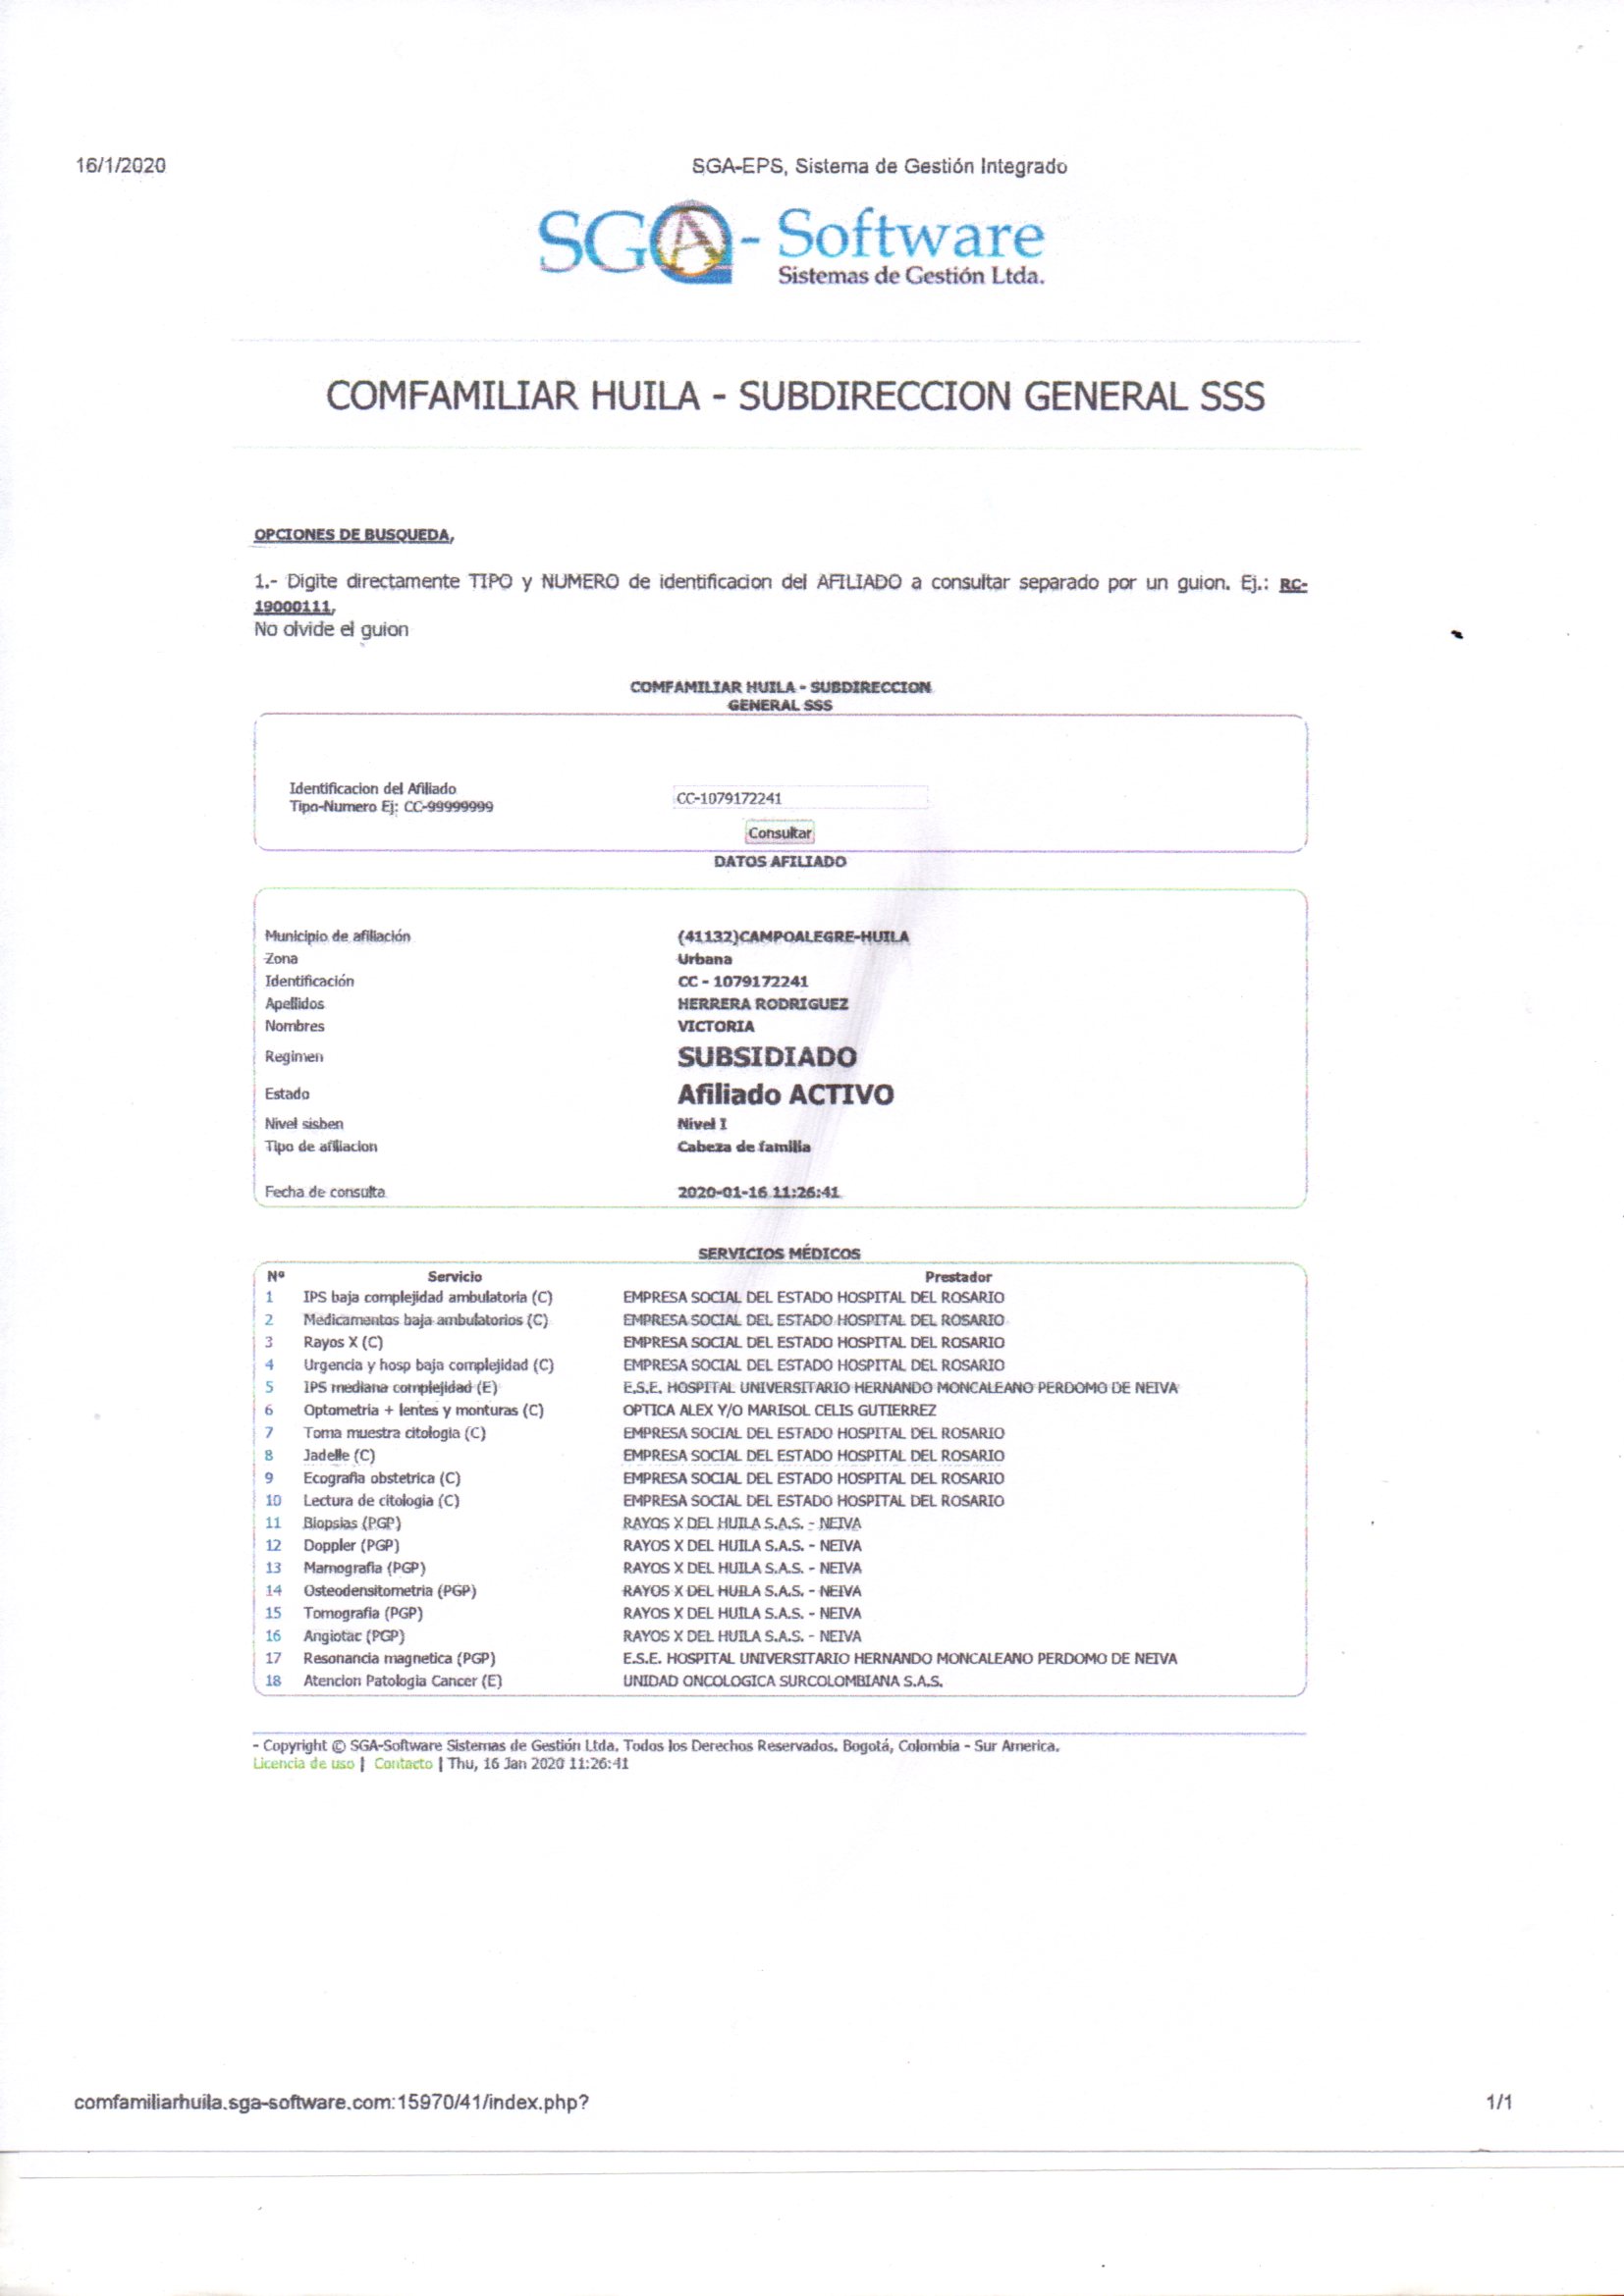 16/1/2020 SGA-EPS, Sistema de Gestión Integrado
SGA - Software
Sistemas de Gestión Ltda.
COMFAMILIAR HUILA - SUBDIRECCION GENERAL SSS
OPCIONES DE BUSQUEDA,
1.- Digite directamente TIPO y NUMERO de identificacion del AFILIADO a consultar separado por un guion. Ej.: RC-
19000111,
No olvide el guion
COMFAMILIAR HUILA - SUBDIRECCION
GENERAL SSS
Identificacion del Afiliado
Tipo-Numero Ej: CC-99999999 CC-1079172241
Consultar
DATOS AFILIADO
Municipio de afiliación (41132)CAMPOALEGRE-HUILA
Zona Urbana
Identificación CC - 1079172241
Apellidos HERRERA RODRIGUEZ
Nombres VICTORIA
Regimen SUBSIDIADO
Estado Afiliado ACTIVO
Nivel sisben Nivel I
Tipo de afiliacion Cabeza de familia
Fecha de consulta 2020-01-16 11:26:41
SERVICIOS MÉDICOS
Nº Servicio Prestador
1 IPS baja complejidad ambulatoria (C) EMPRESA SOCIAL DEL ESTADO HOSPITAL DEL ROSARIO
2 Medicamentos baja ambulatorios (C) EMPRESA SOCIAL DEL ESTADO HOSPITAL DEL ROSARIO
3 Rayos X (C) EMPRESA SOCIAL DEL ESTADO HOSPITAL DEL ROSARIO
4 Urgencia y hosp baja complejidad (C) EMPRESA SOCIAL DEL ESTADO HOSPITAL DEL ROSARIO
5 IPS mediana complejidad (E) E.S.E. HOSPITAL UNIVERSITARIO HERNANDO MONCALEANO PERDOMO DE NEIVA
6 Optometria + lentes y monturas (C) OPTICA ALEX Y/O MARISOL CELIS GUTIERREZ
7 Toma muestra citologia (C) EMPRESA SOCIAL DEL ESTADO HOSPITAL DEL ROSARIO
8 Jadelle (C) EMPRESA SOCIAL DEL ESTADO HOSPITAL DEL ROSARIO
9 Ecografia obstetrica (C) EMPRESA SOCIAL DEL ESTADO HOSPITAL DEL ROSARIO
10 Lectura de citologia (C) EMPRESA SOCIAL DEL ESTADO HOSPITAL DEL ROSARIO
11 Biopsias (PGP) RAYOS X DEL HUILA S.A.S. - NEIVA
12 Doppler (PGP) RAYOS X DEL HUILA S.A.S. - NEIVA
13 Mamografia (PGP) RAYOS X DEL HUILA S.A.S. - NEIVA
14 Osteodensitometria (PGP) RAYOS X DEL HUILA S.A.S. - NEIVA
15 Tomografia (PGP) RAYOS X DEL HUILA S.A.S. - NEIVA
16 Angiotac (PGP) RAYOS X DEL HUILA S.A.S. - NEIVA
17 Resonancia magnetica (PGP) E.S.E. HOSPITAL UNIVERSITARIO HERNANDO MONCALEANO PERDOMO DE NEIVA
18 Atencion Patologia Cancer (E) UNIDAD ONCOLOGICA SURCOLOMBIANA S.A.S.
- Copyright © SGA-Software Sistemas de Gestión Ltda. Todos los Derechos Reservados. Bogotá, Colombia - Sur America.
Licencia de uso | Contacto | Thu, 16 Jan 2020 11:26:41
comfamiliarhuila.sga-software.com:15970/41/index.php? 1/1